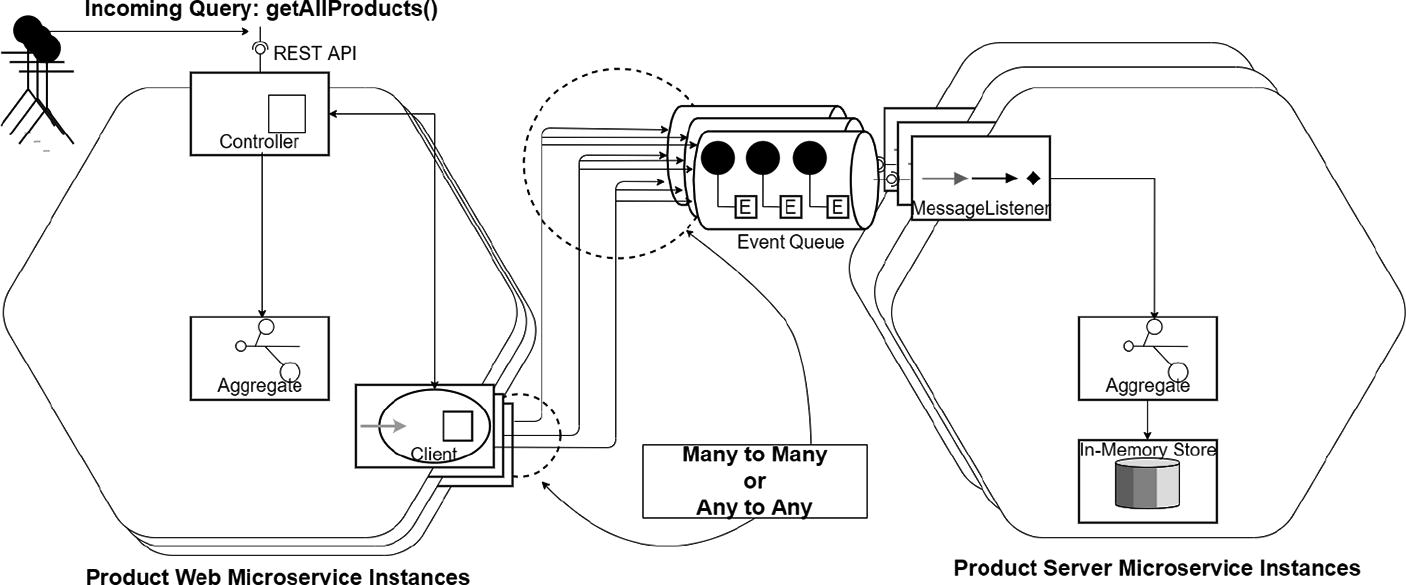 Incoming Query: getAllProducts()
REST API
Controller
Aggregate
Client
E
E
E
Event Queue
MessageListener
Aggregate
In-Memory Store
Many to Many
or
Any to Any
Product Web Microservice Instances
Product Server Microservice Instances